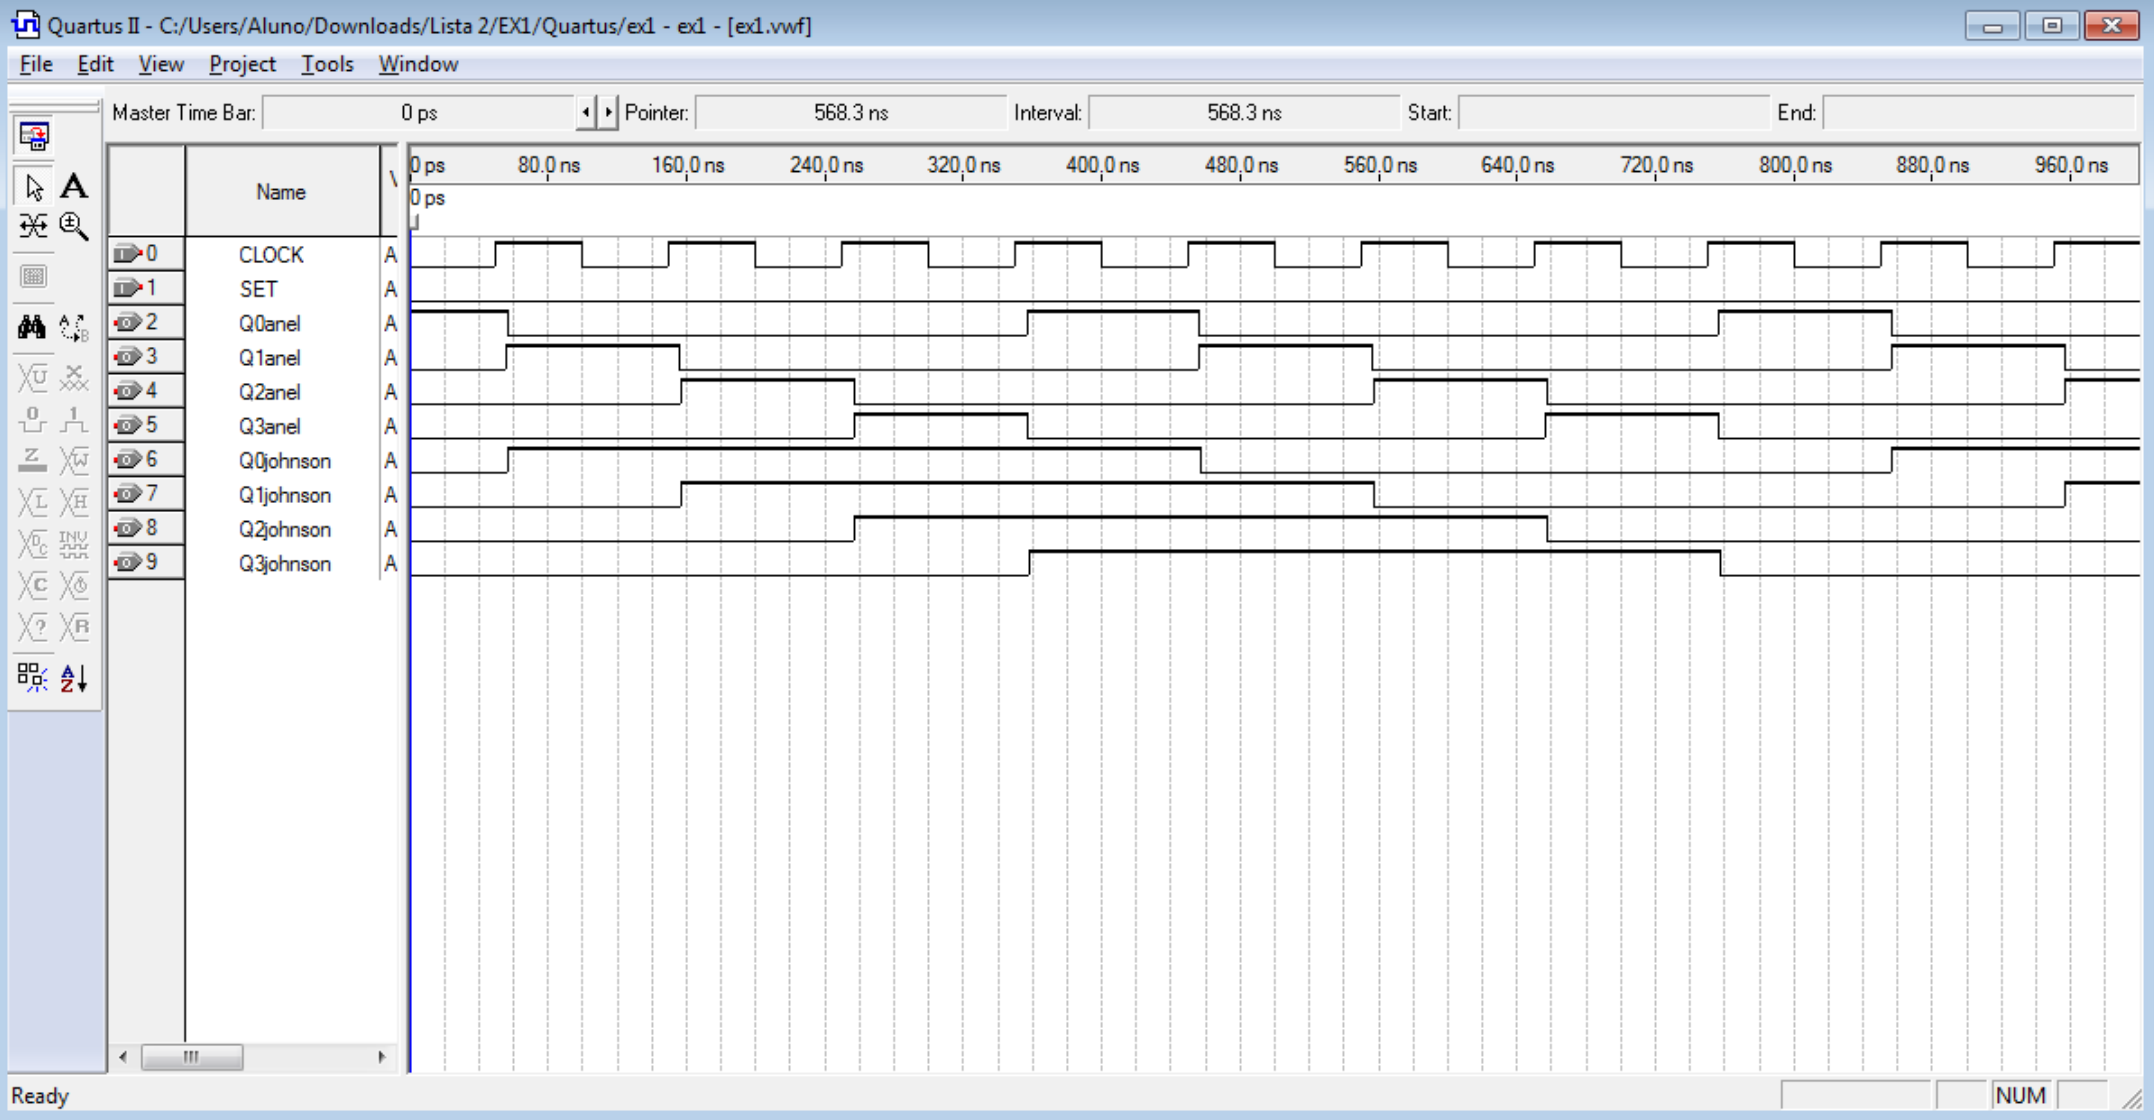 Quartus II - C:/Users/Aluno/Downloads/Lista 2/EX1/Quartus/ex1 - ex1 - [ex1.vwf]
File Edit View Project Tools Window
Master Time Bar: 0 ps Pointer: 568.3 ns Interval: 568.3 ns Start: End:
Name
0 ps 80.0 ns 160.0 ns 240.0 ns 320.0 ns 400.0 ns 480.0 ns 560.0 ns 640.0 ns 720.0 ns 800.0 ns 880.0 ns 960.0 ns
0 ps
0 CLOCK A
1 SET A
2 Q0anel A
3 Q1anel A
4 Q2anel A
5 Q3anel A
6 Q0johnson A
7 Q1johnson A
8 Q2johnson A
9 Q3johnson A
Ready NUM